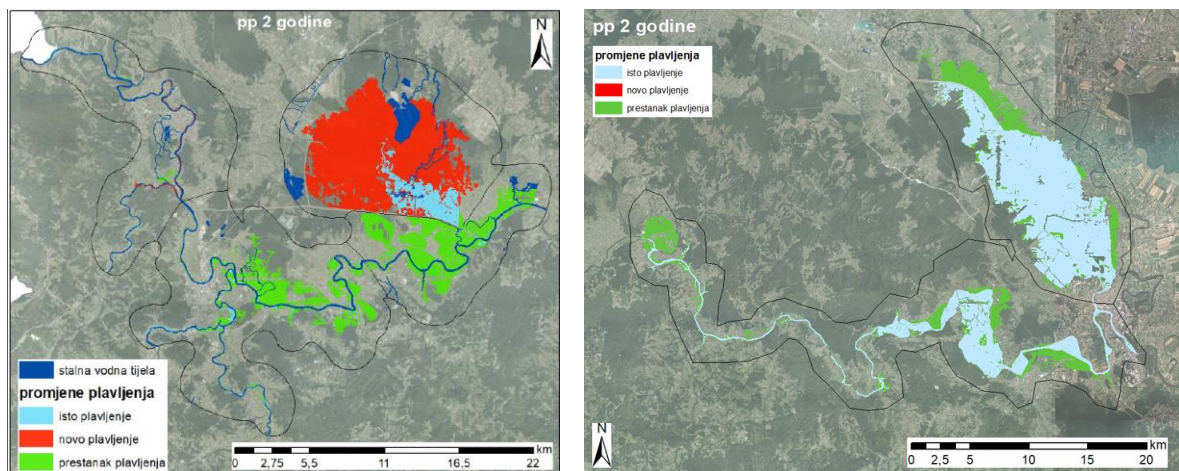 pp 2 godine
N
stalna vodna tijela
promjene plavljenja
isto plavljenje
novo plavljenje
prestanak plavljenja
km
0 2,75 5,5 11 16,5 22
pp 2 godine
N
promjene plavljenja
isto plavljenje
novo plavljenje
prestanak plavljenja
N
km
0 2,5 5 10 15 20